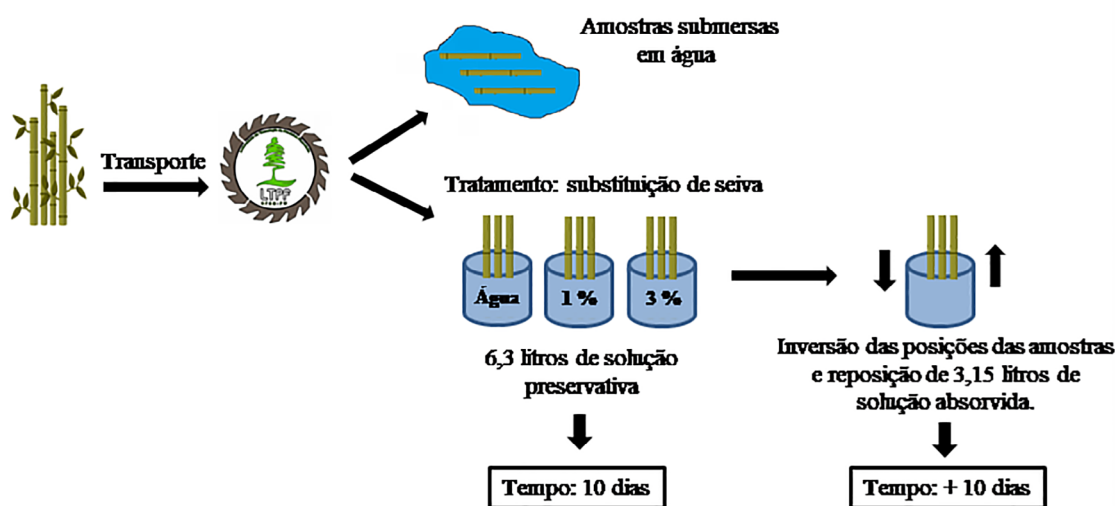 Amostras submersas
em água
Transporte
LTPF
Tratamento: substituição de seiva
Água
1 %
3 %
6,3 litros de solução
preservativa
Inversão das posições das amostras
e reposição de 3,15 litros de
solução absorvida.
Tempo: 10 dias
Tempo: + 10 dias